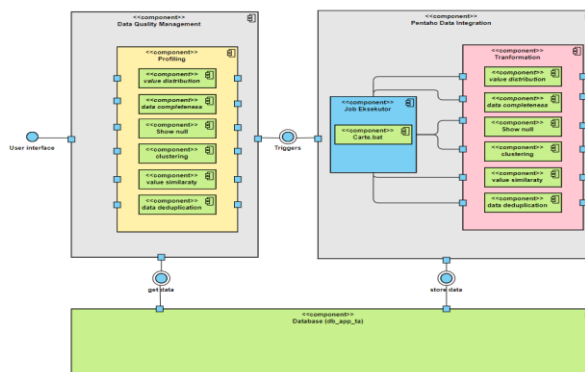 <<component>>
Data Quality Management
<<component>>
Profiling
<<component>>
value distribution
<<component>>
data completeness
<<component>>
Show null
<<component>>
clustering
<<component>>
value similaraty
<<component>>
data deduplication
User interface
Triggers
<<component>>
Pentaho Data Integration
<<component>>
Job Eksekutor
<<component>>
Carte.bat
<<component>>
Tranformation
<<component>>
value distribution
<<component>>
data completeness
<<component>>
Show null
<<component>>
clustering
<<component>>
value similaraty
<<component>>
data deduplication
get data
store data
<<component>>
Database (db_app_ta)